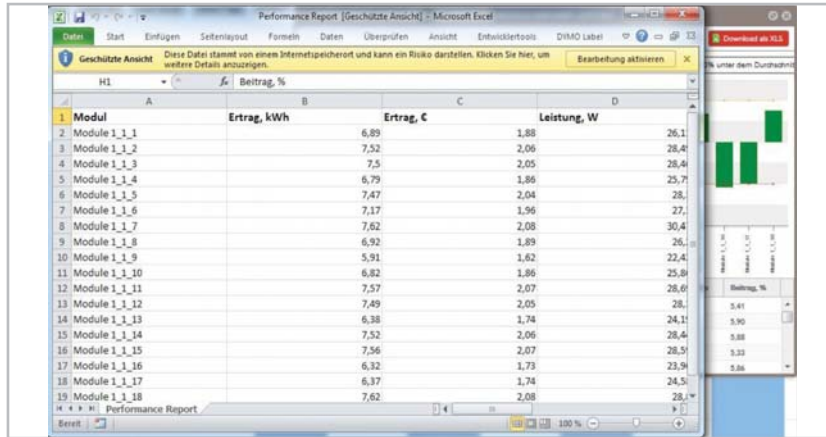 Performance Report [Geschützte Ansicht] - Microsoft Excel
Datei Start Einfügen Seitenlayout Formeln Daten Überprüfen Ansicht Entwicklertools DYMO Label
Geschützte Ansicht Diese Datei stammt von einem Internetspeicherort und kann ein Risiko darstellen. Klicken Sie hier, um
weitere Details anzuzeigen.
Bearbeitung aktivieren
H1 fx Beitrag, %
A B C D
1 Modul Ertrag, kWh Ertrag, € Leistung, W
2 Module 1_1_1 6,89 1,88
3 Module 1_1_2 7,52 2,06
4 Module 1_1_3 7,5 2,05
5 Module 1_1_4 6,79 1,86
6 Module 1_1_5 7,47 2,04
7 Module 1_1_6 7,17 1,96
8 Module 1_1_7 7,62 2,08
9 Module 1_1_8 6,92 1,89
10 Module 1_1_9 5,91 1,62
11 Module 1_1_10 6,82 1,86
12 Module 1_1_11 7,57 2,07
13 Module 1_1_12 7,49 2,05
14 Module 1_1_13 6,38 1,74
15 Module 1_1_14 7,52 2,06
16 Module 1_1_15 7,56 2,07
17 Module 1_1_16 6,32 1,73
18 Module 1_1_17 6,37 1,74
19 Module 1_1_18 7,62 2,08
Performance Report
Bereit 100 %
Download als XLS
% unter dem Durchschnit
Beitrag, %
5,41
5,90
5,88
5,33
5,86